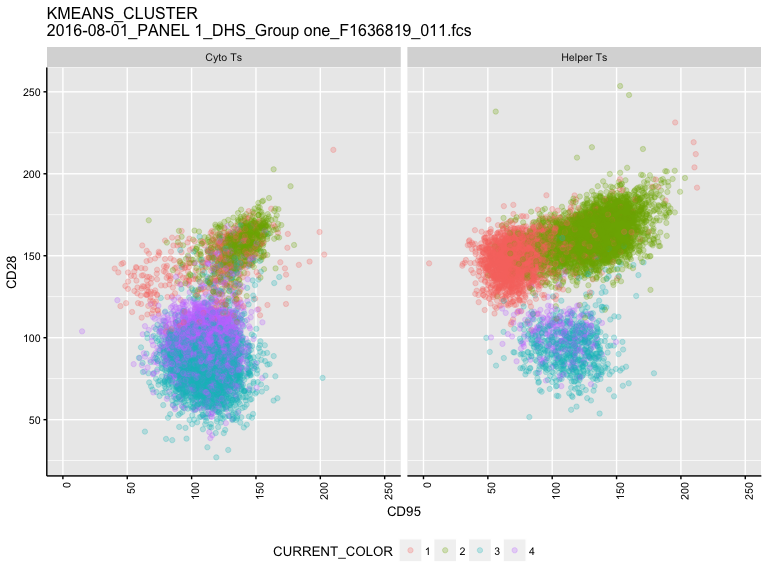 KMEANS_CLUSTER
2016-08-01_PANEL 1_DHS_Group one_F1636819_011.fcs
Cyto Ts
Helper Ts
250
200
150
100
50
CD28
0 50 100 150 200 250
0 50 100 150 200 250
CD95
CURRENT_COLOR 1 2 3 4